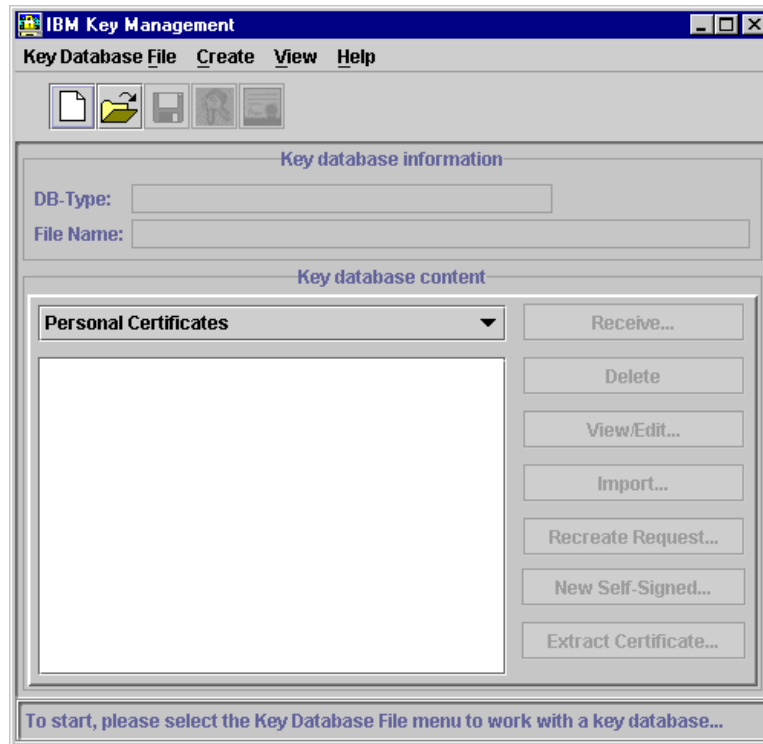 IBM Key Management
Key Database File Create View Help
Key database information
DB-Type:
File Name:
Key database content
Personal Certificates
Receive...
Delete
View/Edit...
Import...
Recreate Request...
New Self-Signed...
Extract Certificate...
To start, please select the Key Database File menu to work with a key database...